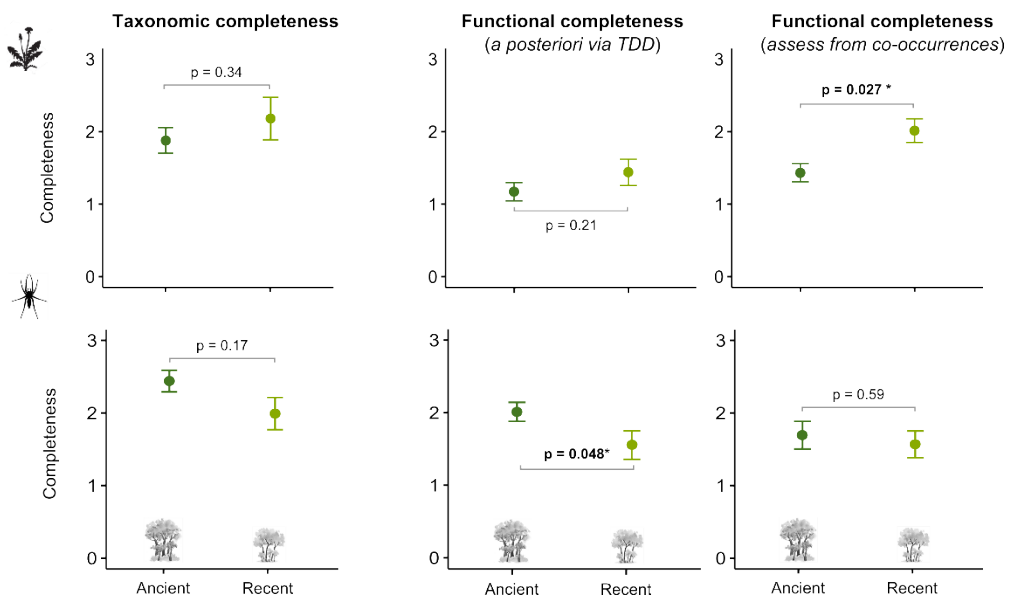 Taxonomic completeness
Functional completeness
(a posteriori via TDD)
Functional completeness
(assess from co-occurrences)
Completeness
3
2
1
0
p = 0.34
3
2
1
0
p = 0.21
3
2
1
0
p = 0.027 *
Completeness
3
2
1
0
p = 0.17
Ancient
Recent
3
2
1
0
p = 0.048*
Ancient
Recent
3
2
1
0
p = 0.59
Ancient
Recent